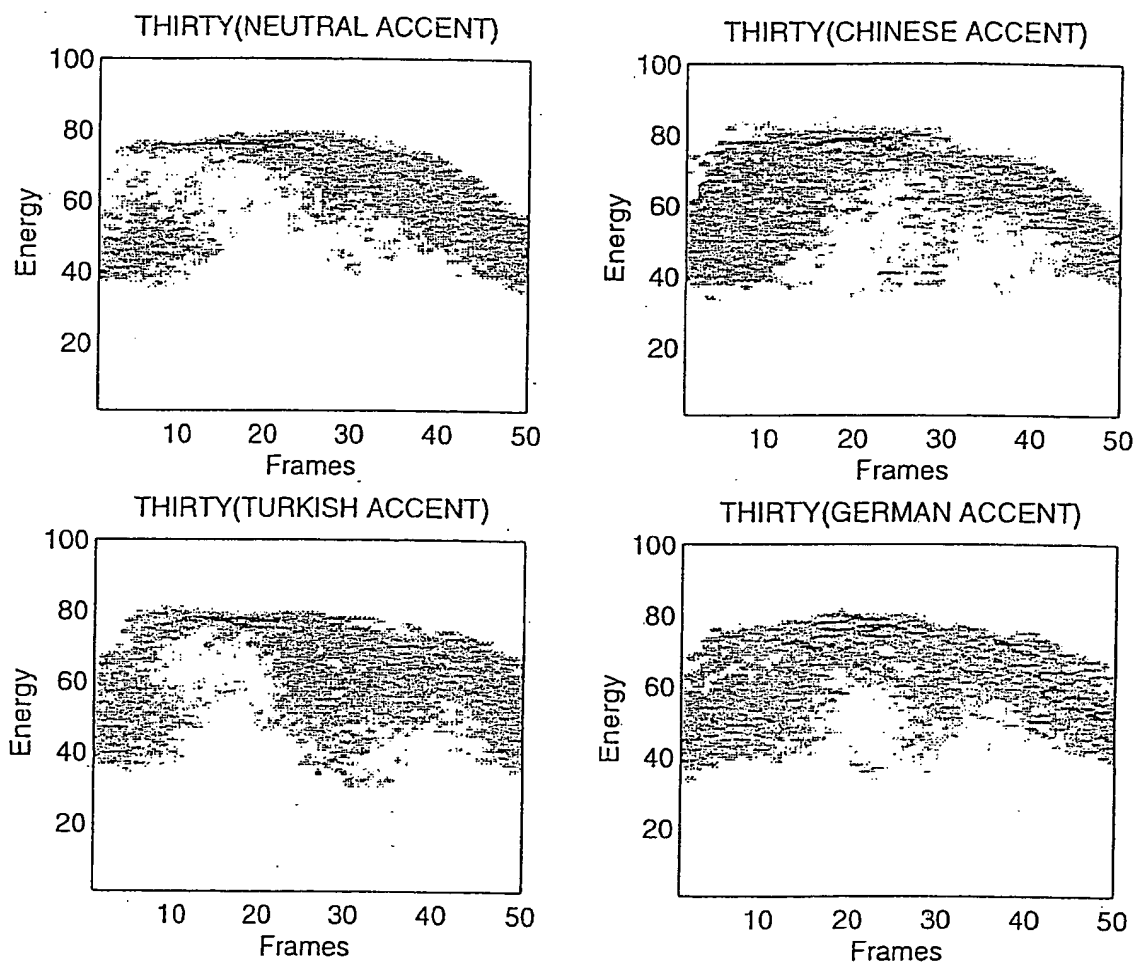 THIRTY(NEUTRAL ACCENT)
100
80
60
40
20
Energy
10 20 30 40 50
Frames
THIRTY(CHINESE ACCENT)
100
80
60
40
20
Energy
10 20 30 40 50
Frames
THIRTY(TURKISH ACCENT)
100
80
60
40
20
Energy
10 20 30 40 50
Frames
THIRTY(GERMAN ACCENT)
100
80
60
40
20
Energy
10 20 30 40 50
Frames